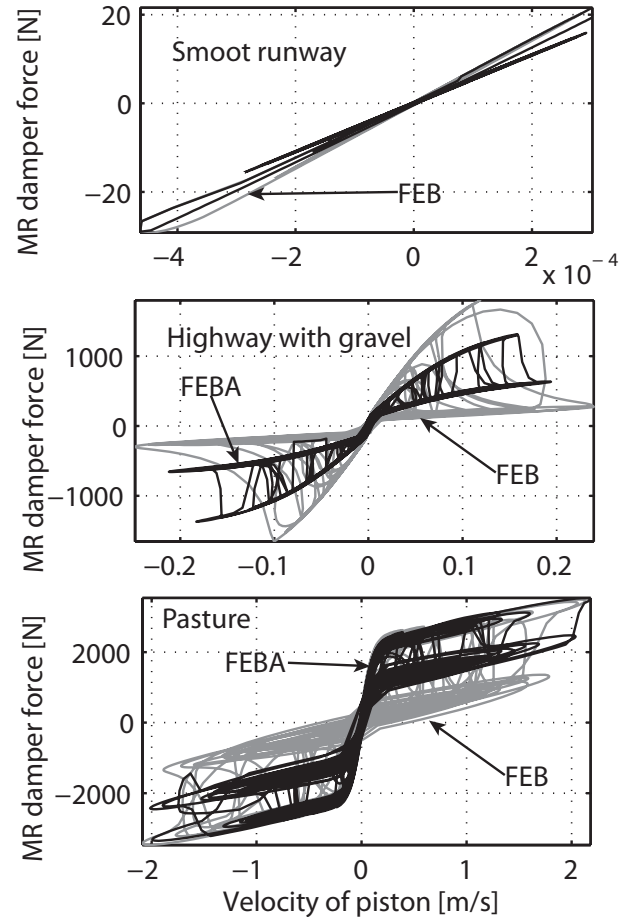 MR damper force [N]
20
0
−20
Smoot runway
FEB
−4
−2
0
2
x 10−4
MR damper force [N]
1000
0
−1000
Highway with gravel
FEBA
FEB
−0.2
−0.1
0
0.1
0.2
MR damper force [N]
2000
0
−2000
Pasture
FEBA
FEB
−2
−1
0
1
2
Velocity of piston [m/s]